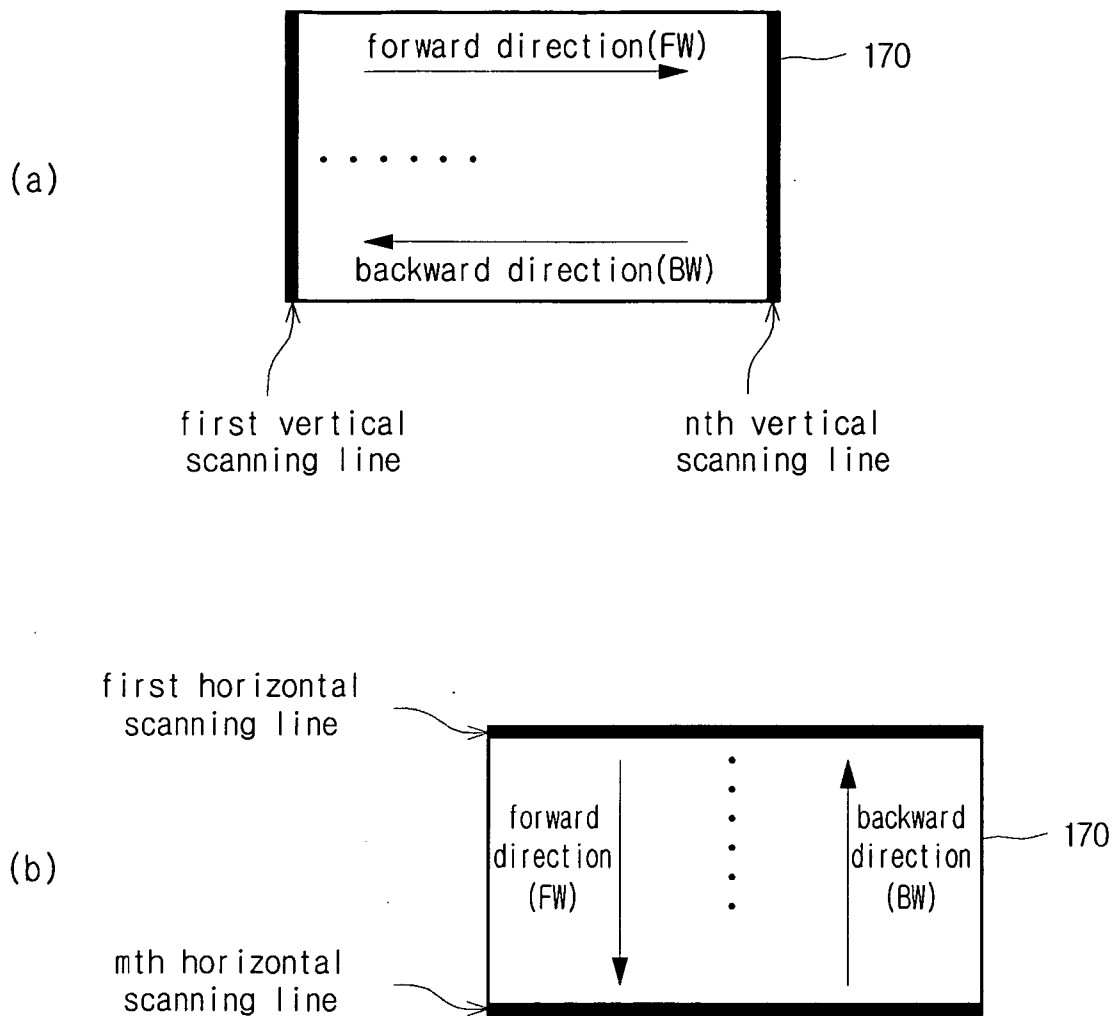 forward direction(FW)
170
(a)
backward direction(BW)
first vertical
scanning line
nth vertical
scanning line
first horizontal
scanning line
forward
direction
(FW)
backward
direction
(BW)
170
(b)
mth horizontal
scanning line